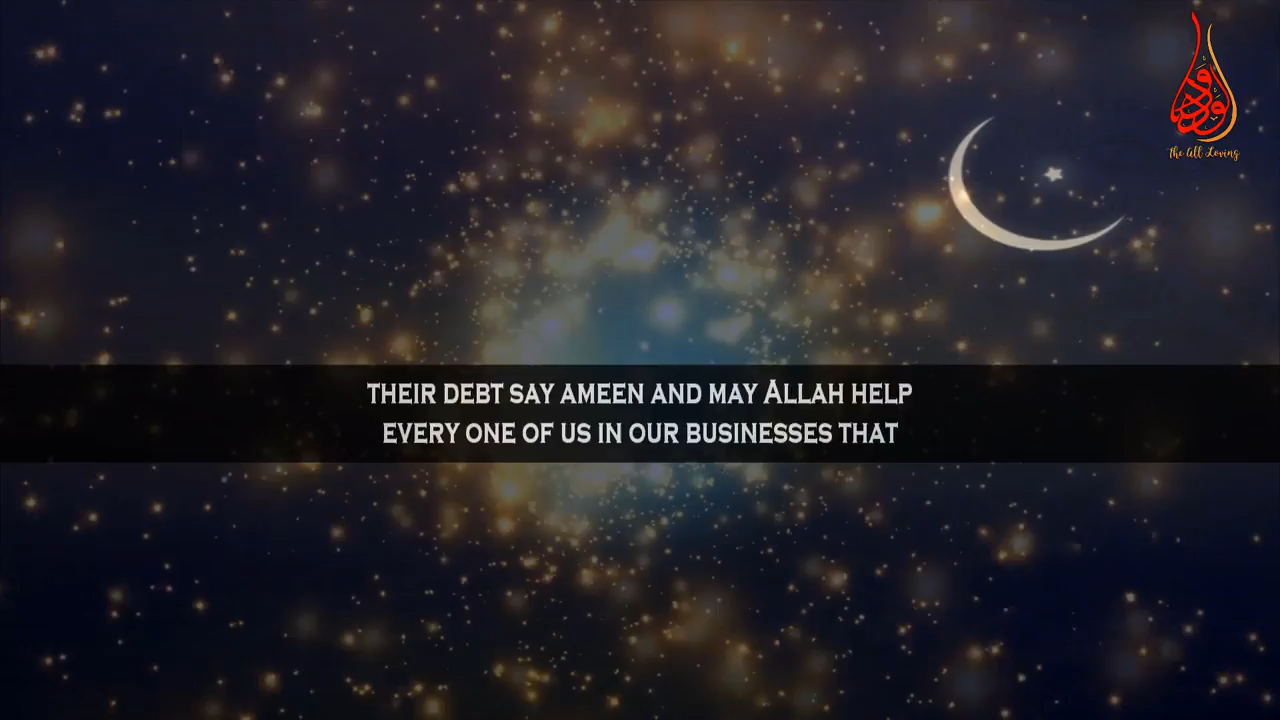 الودود
The All Loving
THEIR DEBT SAY AMEEN AND MAY ALLAH HELP
EVERY ONE OF US IN OUR BUSINESSES THAT